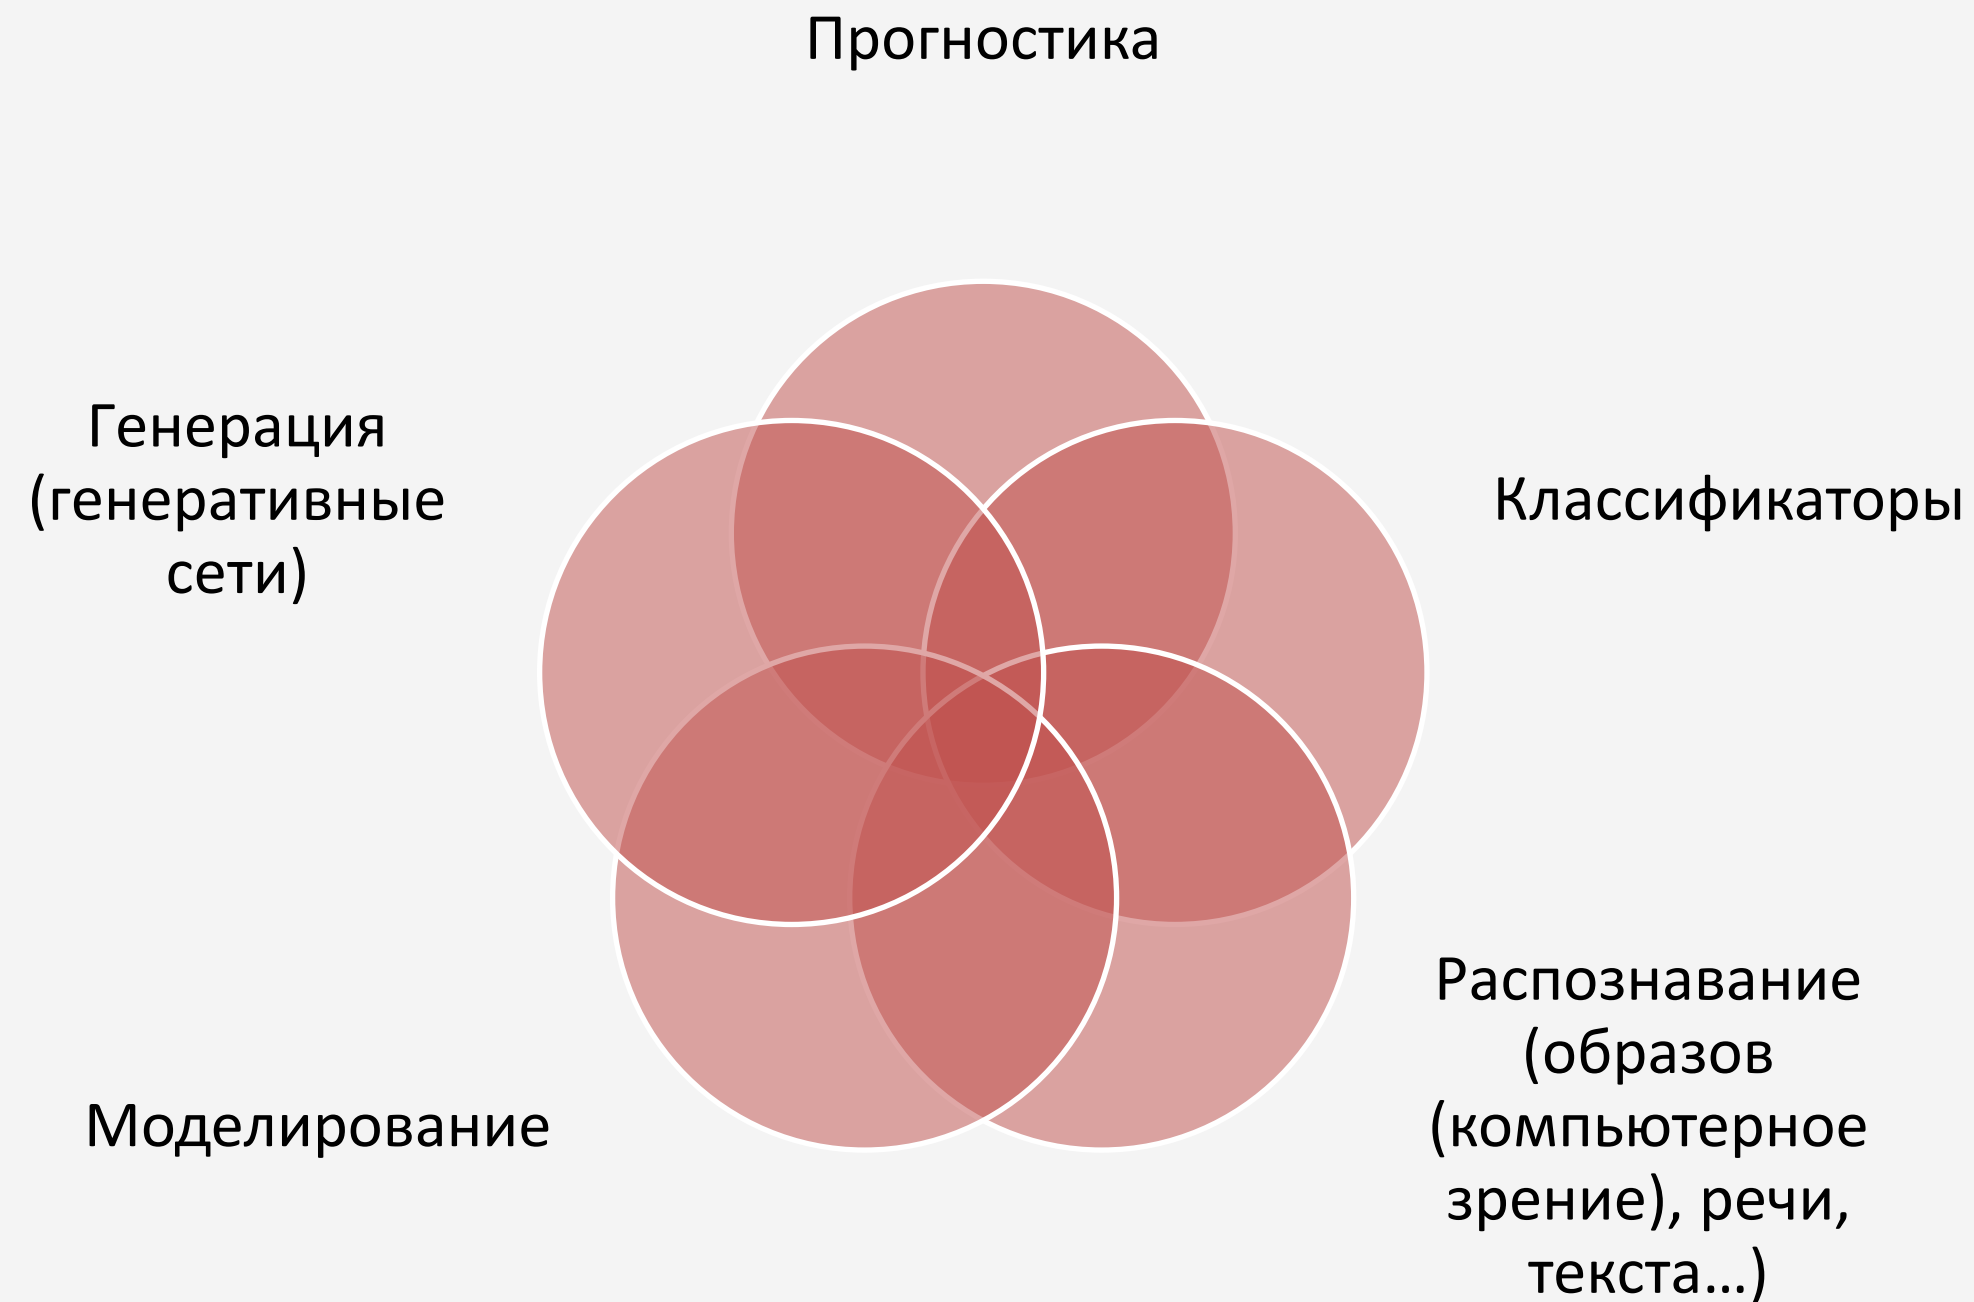 Прогностика
Генерация
(генеративные
сети)
Классификаторы
Распознавание
(образов
(компьютерное
зрение), речи,
текста...)
Моделирование